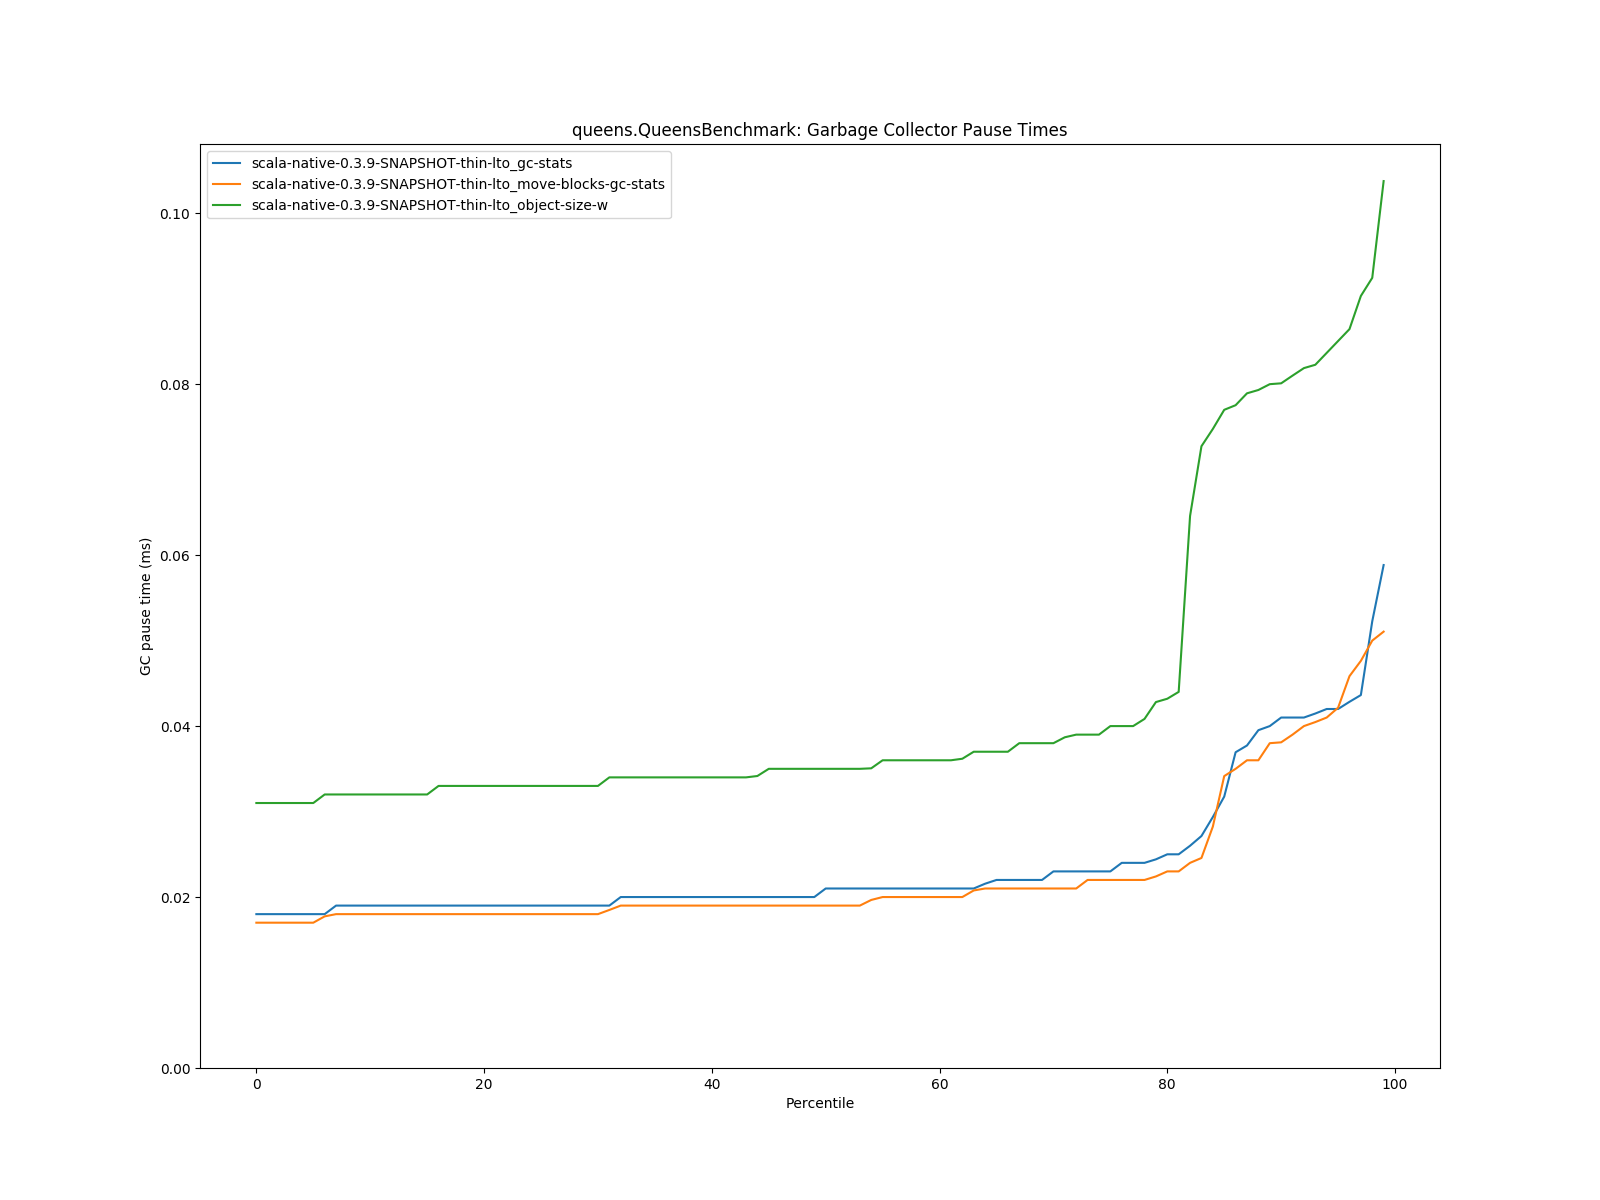 queens.QueensBenchmark: Garbage Collector Pause Times
scala-native-0.3.9-SNAPSHOT-thin-lto_gc-stats
scala-native-0.3.9-SNAPSHOT-thin-lto_move-blocks-gc-stats
scala-native-0.3.9-SNAPSHOT-thin-lto_object-size-w
0.10
0.08
0.06
0.04
0.02
0.00
GC pause time (ms)
0 20 40 60 80 100
Percentile